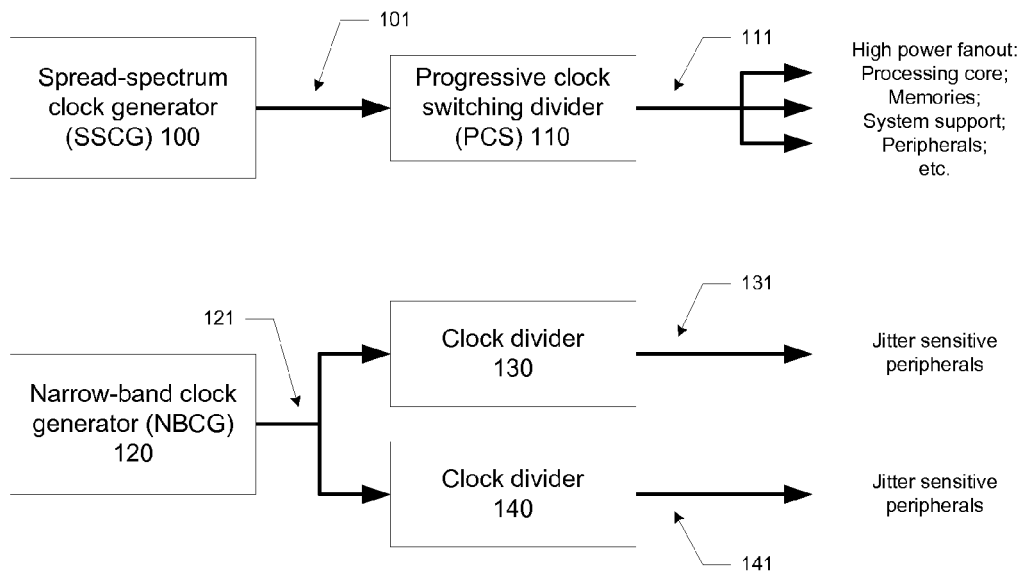 101
111
Spread-spectrum
clock generator
(SSCG) 100
Progressive clock
switching divider
(PCS) 110
High power fanout:
Processing core;
Memories;
System support;
Peripherals;
etc.
121
131
Narrow-band clock
generator (NBCG)
120
Clock divider
130
Jitter sensitive
peripherals
Clock divider
140
Jitter sensitive
peripherals
141